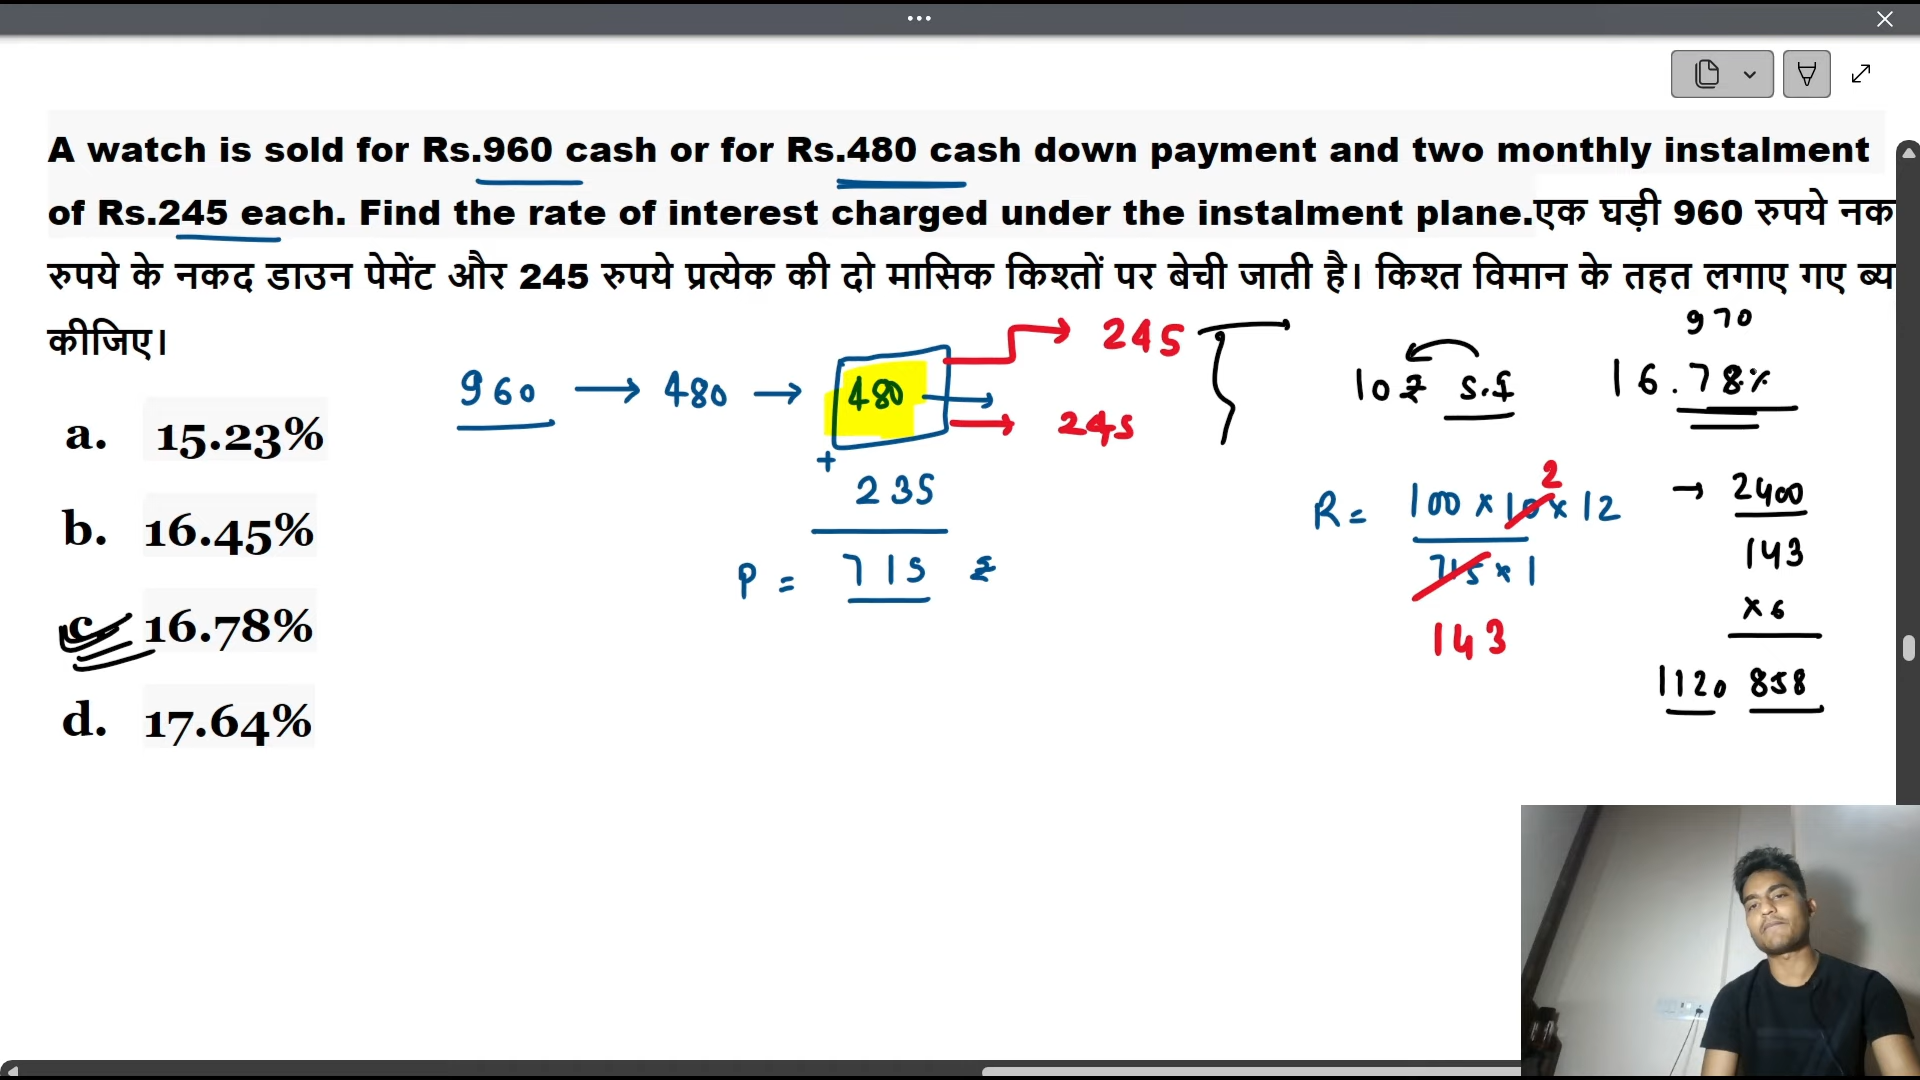 A watch is sold for Rs.960 cash or for Rs.480 cash down payment and two monthly instalment
of Rs.245 each. Find the rate of interest charged under the instalment plane.एक घड़ी 960 रुपये नक
रुपये के नकद डाउन पेमेंट और 245 रुपये प्रत्येक की दो मासिक किश्तों पर बेची जाती है। किश्त विमान के तहत लगाए गए ब्य
कीजिए।
a. 15.23%
b. 16.45%
c. 16.78%
d. 17.64%
960 → 480 → 480
245
245
+ 235
P = 715 ₹
10₹ S.I
970
16.78%
R = 100 × 10 × 12
715 × 1
2
143
→ 2400
143
×6
1120 858